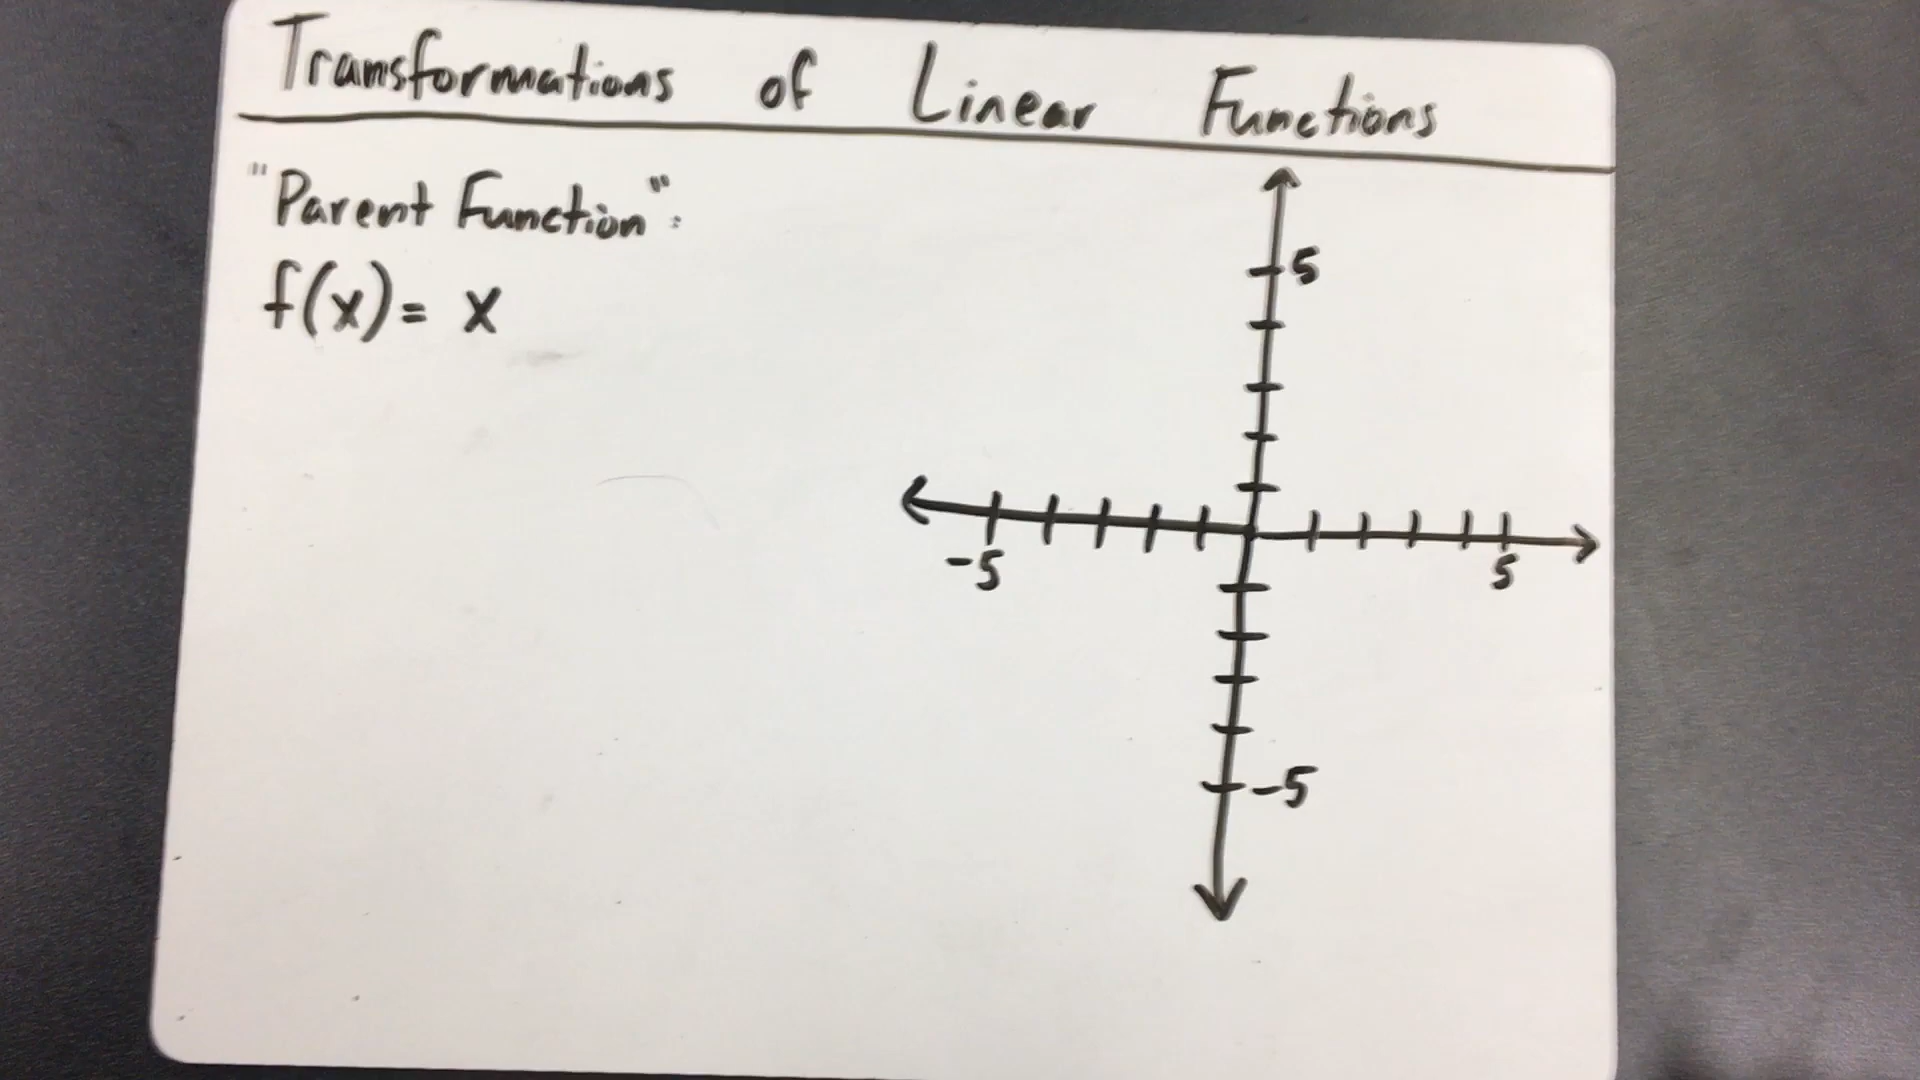 Transformations of Linear Functions
"Parent Function":
f(x) = x
5
-5
5
-5